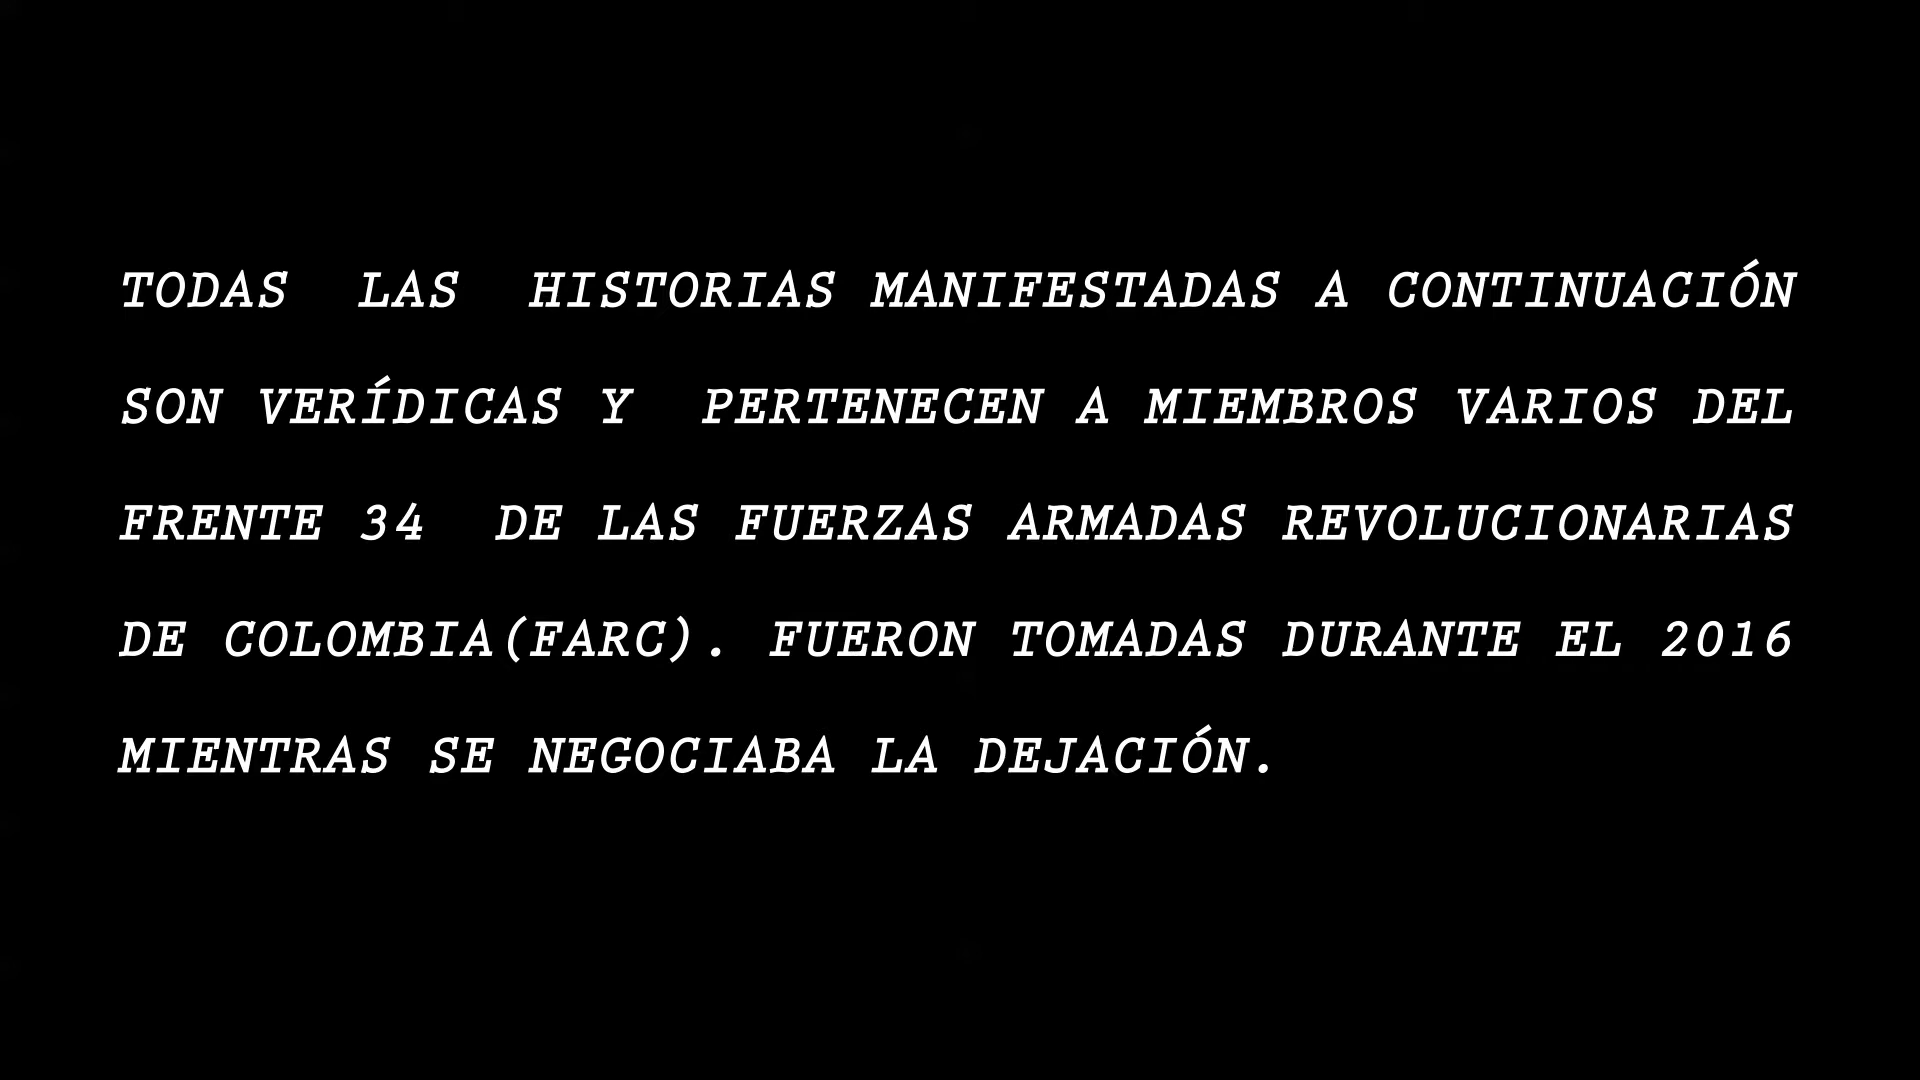 TODAS LAS HISTORIAS MANIFESTADAS A CONTINUACIÓN
SON VERÍDICAS Y PERTENECEN A MIEMBROS VARIOS DEL
FRENTE 34 DE LAS FUERZAS ARMADAS REVOLUCIONARIAS
DE COLOMBIA(FARC). FUERON TOMADAS DURANTE EL 2016
MIENTRAS SE NEGOCIABA LA DEJACIÓN.